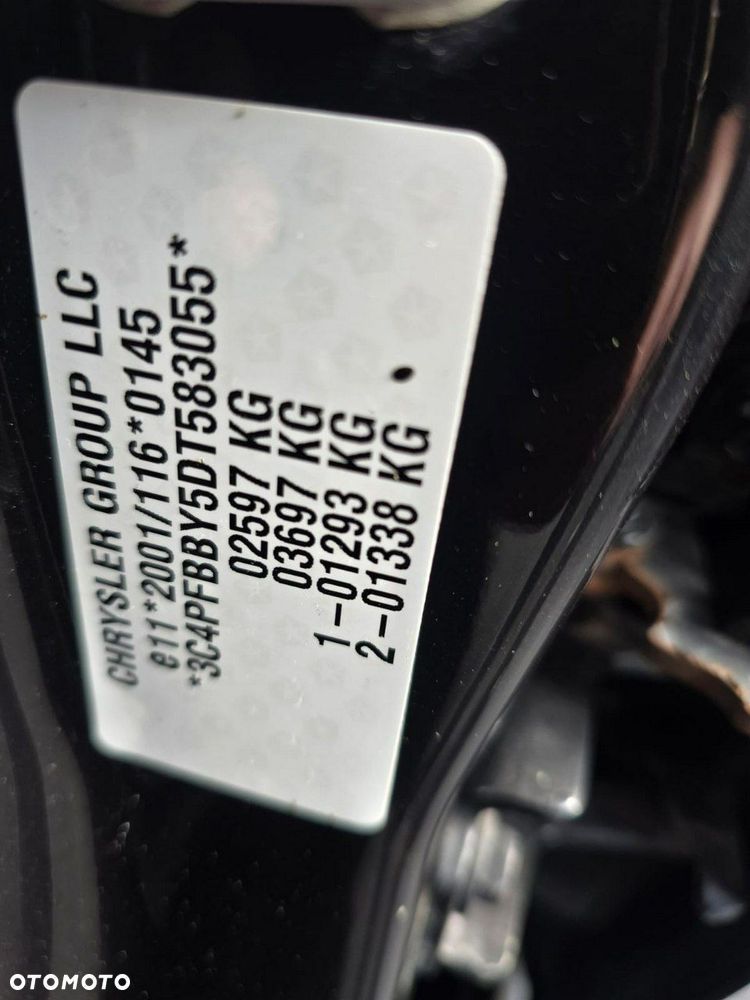 CHRYSLER GROUP LLC
e11*2001/116*0145
*3C4PFBBY5DT583055*
02597 KG
03697 KG
1-01293 KG
2-01338 KG
OTOMOTO